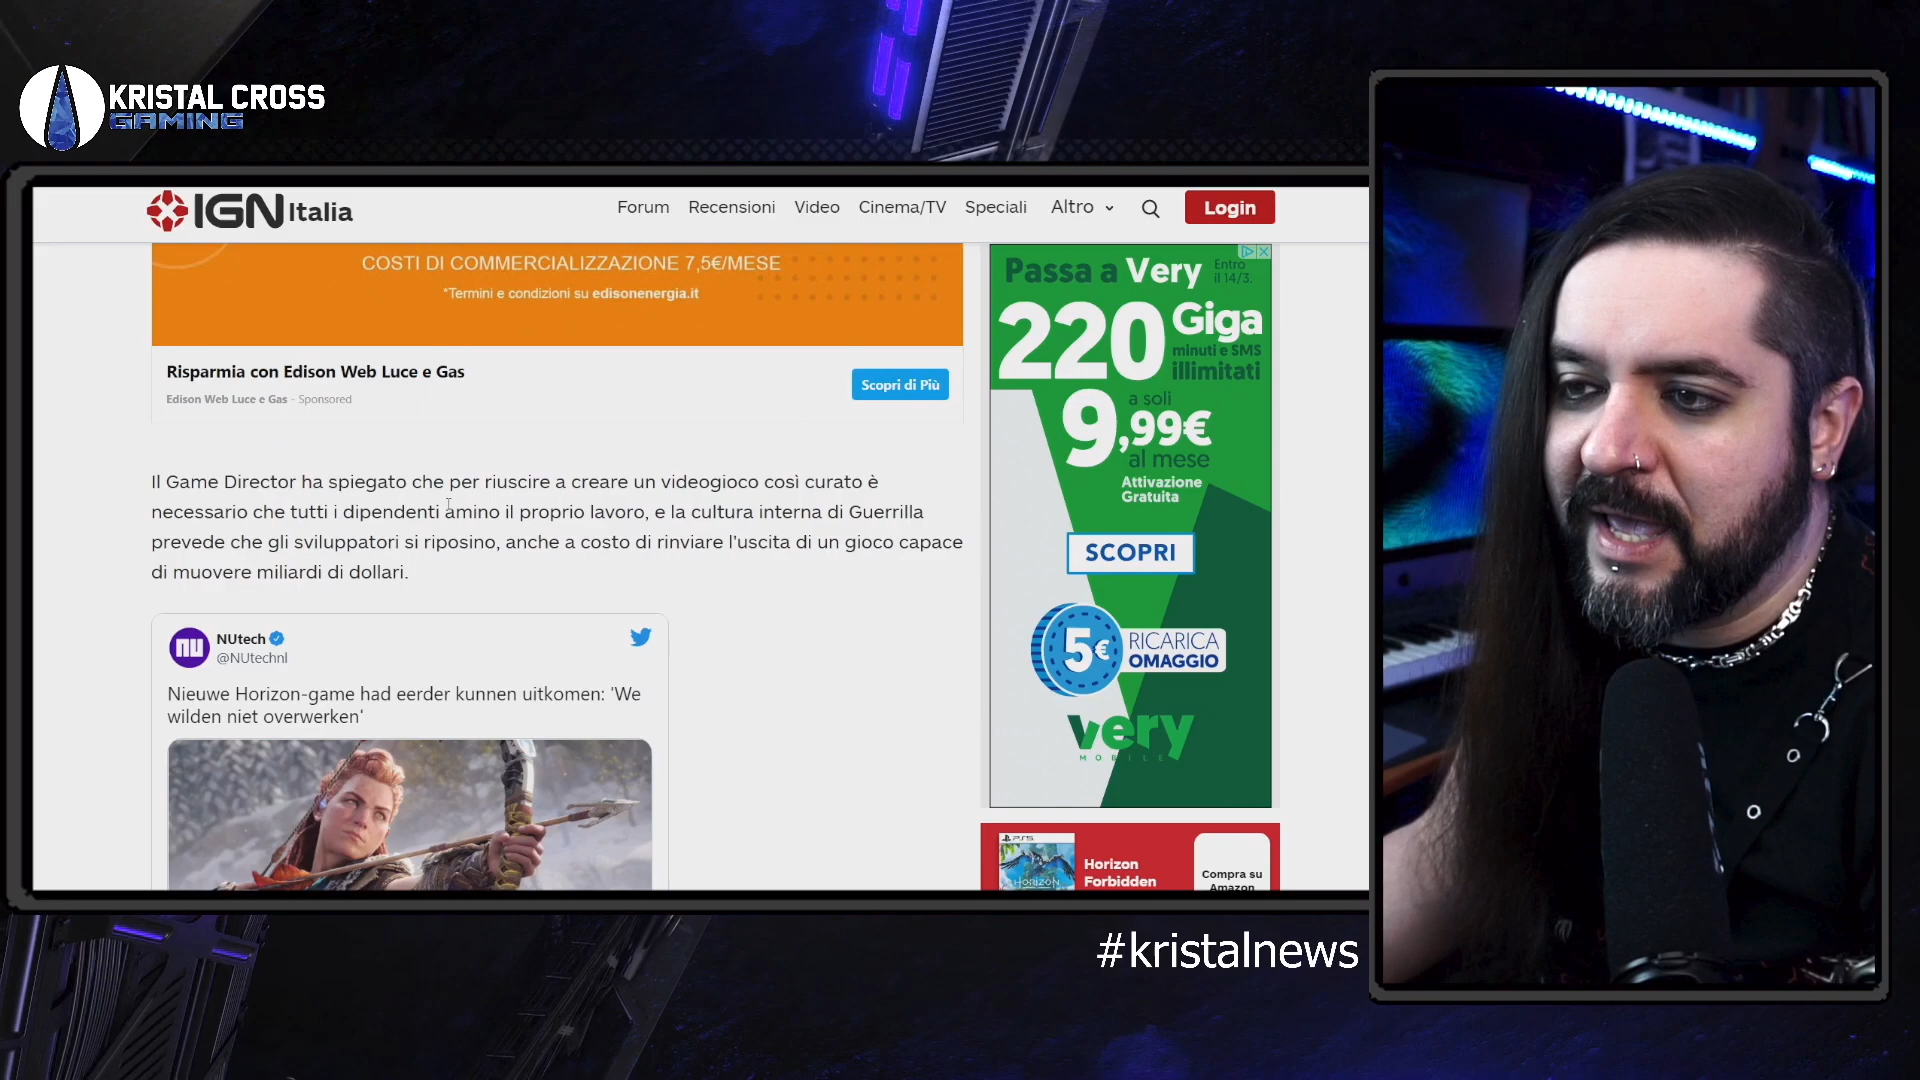 KRISTAL CROSS
GAMING
IGN Italia
Forum Recensioni Video Cinema/TV Speciali Altro Login
COSTI DI COMMERCIALIZZAZIONE 7,5€/MESE
*Termini e condizioni su edisonenergia.it
Risparmia con Edison Web Luce e Gas
Edison Web Luce e Gas - Sponsored
Scopri di Più
Il Game Director ha spiegato che per riuscire a creare un videogioco così curato è
necessario che tutti i dipendenti amino il proprio lavoro, e la cultura interna di Guerrilla
prevede che gli sviluppatori si riposino, anche a costo di rinviare l'uscita di un gioco capace
di muovere miliardi di dollari.
NU
NUtech
@NUtechnl
Nieuwe Horizon-game had eerder kunnen uitkomen: 'We
wilden niet overwerken'
Passa a Very
Entro
il 14/3.
220 Giga
minuti e SMS
illimitati
a soli
9,99€
al mese
Attivazione
Gratuita
SCOPRI
5€ RICARICA
OMAGGIO
very
MOBILE
PS5
HORIZON
Horizon
Forbidden
Compra su
Amazon
#kristalnews